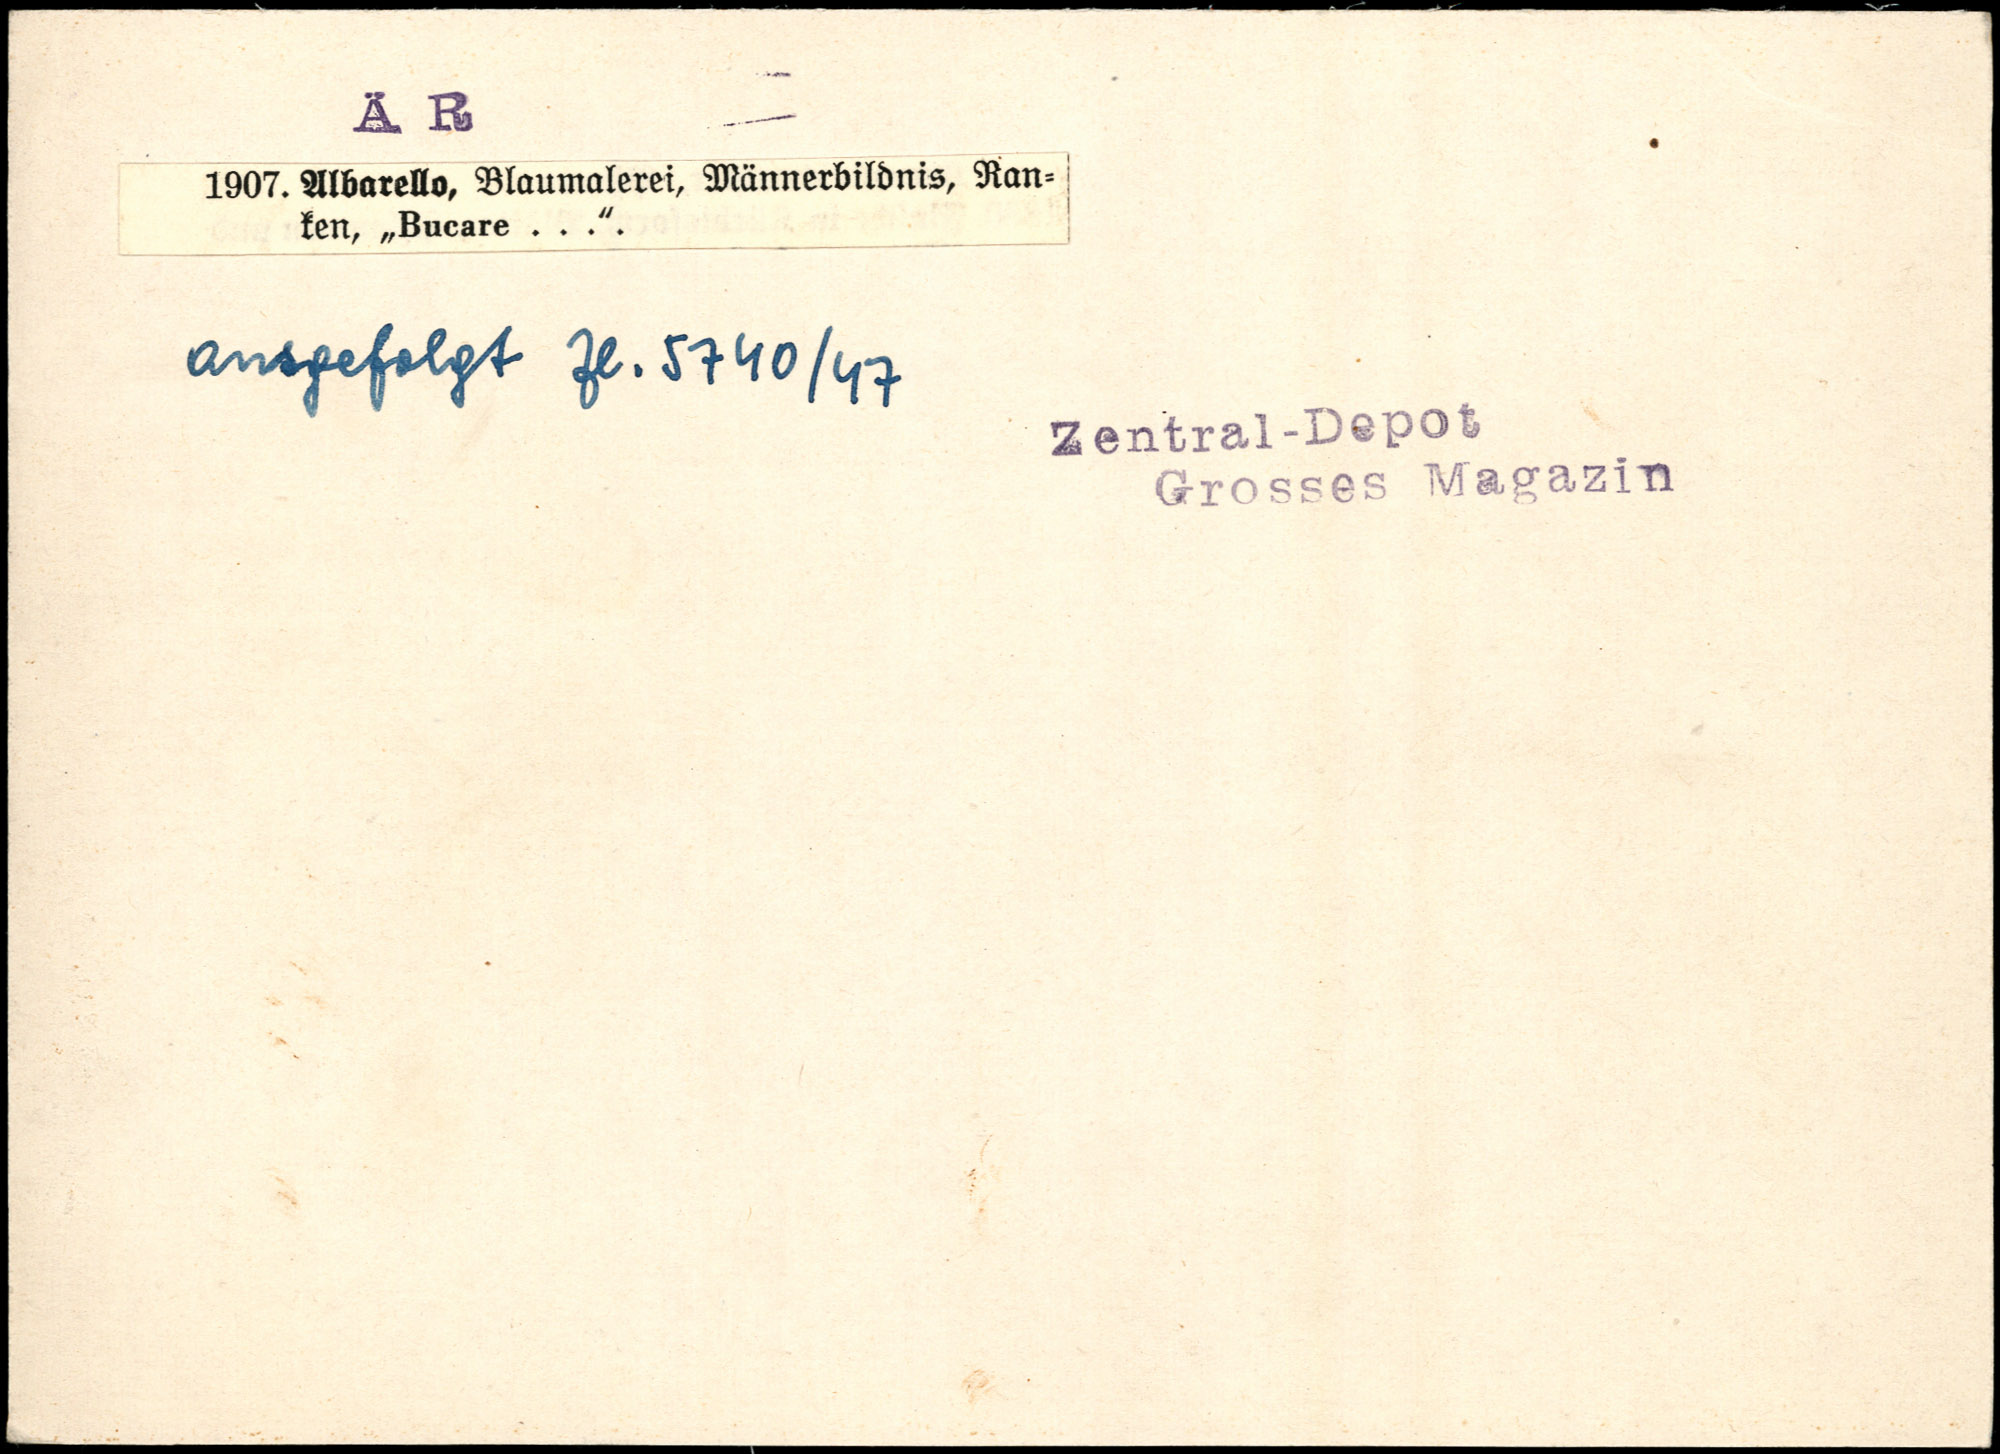 Ä R
1907. Albarello, Blaumalerei, Männerbildnis, Ran-
ken, „Bucare . . .“.
ausgefolgt Zl. 5740/47
Zentral-Depot
Grosses Magazin